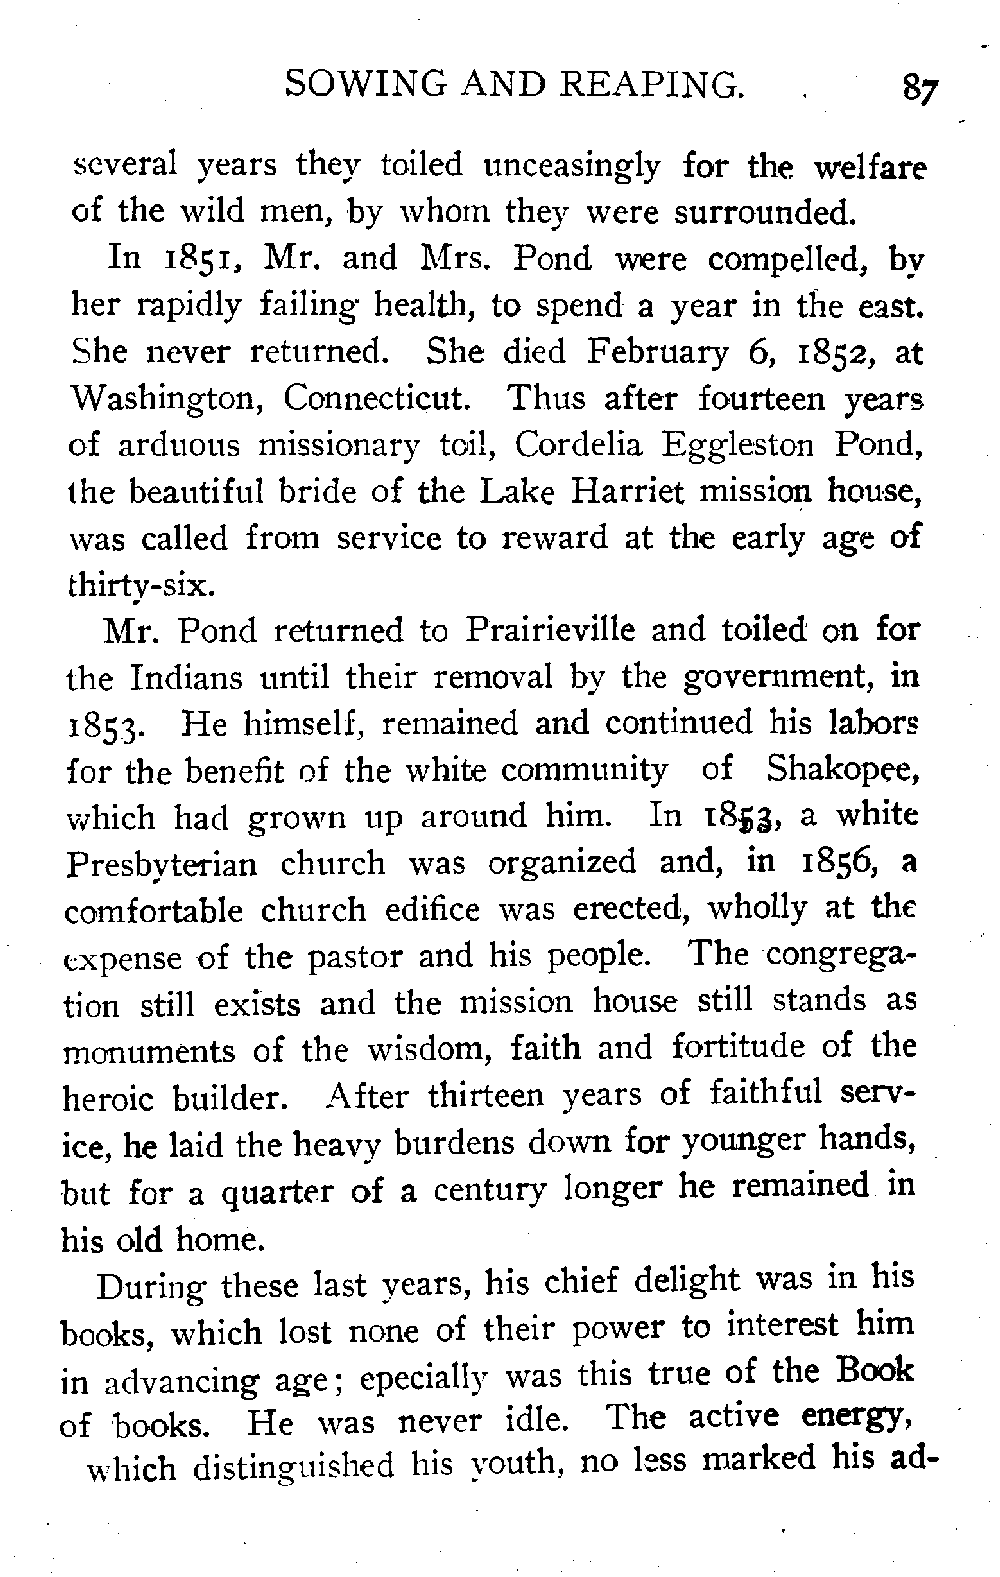 SOWING AND REAPING. 87
several years they toiled unceasingly for the welfare
of the wild men, by whom they were surrounded.
In 1851, Mr. and Mrs. Pond were compelled, by
her rapidly failing health, to spend a year in the east.
She never returned. She died February 6, 1852, at
Washington, Connecticut. Thus after fourteen years
of arduous missionary toil, Cordelia Eggleston Pond,
the beautiful bride of the Lake Harriet mission house,
was called from service to reward at the early age of
thirty-six.
Mr. Pond returned to Prairieville and toiled on for
the Indians until their removal by the government, in
1853. He himself, remained and continued his labors
for the benefit of the white community of Shakopee,
which had grown up around him. In 1853, a white
Presbyterian church was organized and, in 1856, a
comfortable church edifice was erected, wholly at the
expense of the pastor and his people. The congrega-
tion still exists and the mission house still stands as
monuments of the wisdom, faith and fortitude of the
heroic builder. After thirteen years of faithful serv-
ice, he laid the heavy burdens down for younger hands,
but for a quarter of a century longer he remained in
his old home.
During these last years, his chief delight was in his
books, which lost none of their power to interest him
in advancing age; epecially was this true of the Book
of books. He was never idle. The active energy,
which distinguished his youth, no less marked his ad-